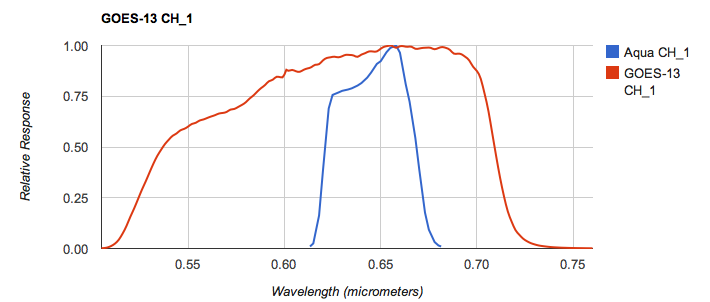 GOES-13 CH_1
Relative Response
1.00
0.75
0.50
0.25
0.00
0.55
0.60
0.65
0.70
0.75
Wavelength (micrometers)
Aqua CH_1
GOES-13
CH_1